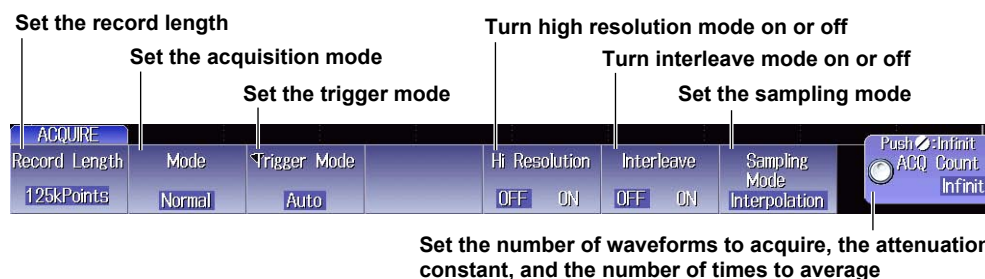 Set the record length
Turn high resolution mode on or off
Set the acquisition mode
Turn interleave mode on or off
Set the trigger mode
Set the sampling mode
ACQUIRE
Record Length
125kPoints
Mode
Normal
Trigger Mode
Auto
Hi Resolution
OFF ON
Interleave
OFF ON
Sampling
Mode
Interpolation
Push :Infinit
ACQ Count
Infinit
Set the number of waveforms to acquire, the attenuation
constant, and the number of times to average